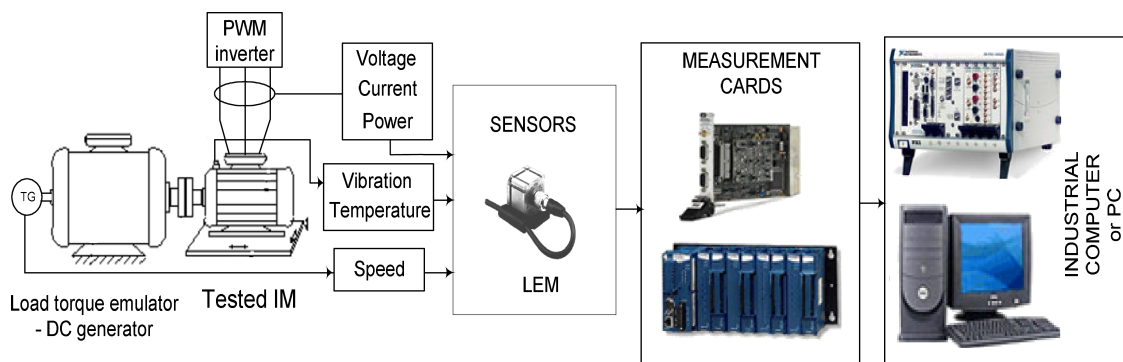 PWM
inverter
Voltage
Current
Power
MEASUREMENT
CARDS
SENSORS
TG
Vibration
Temperature
Speed
LEM
Load torque emulator
- DC generator
Tested IM
INDUSTRIAL
COMPUTER
or PC